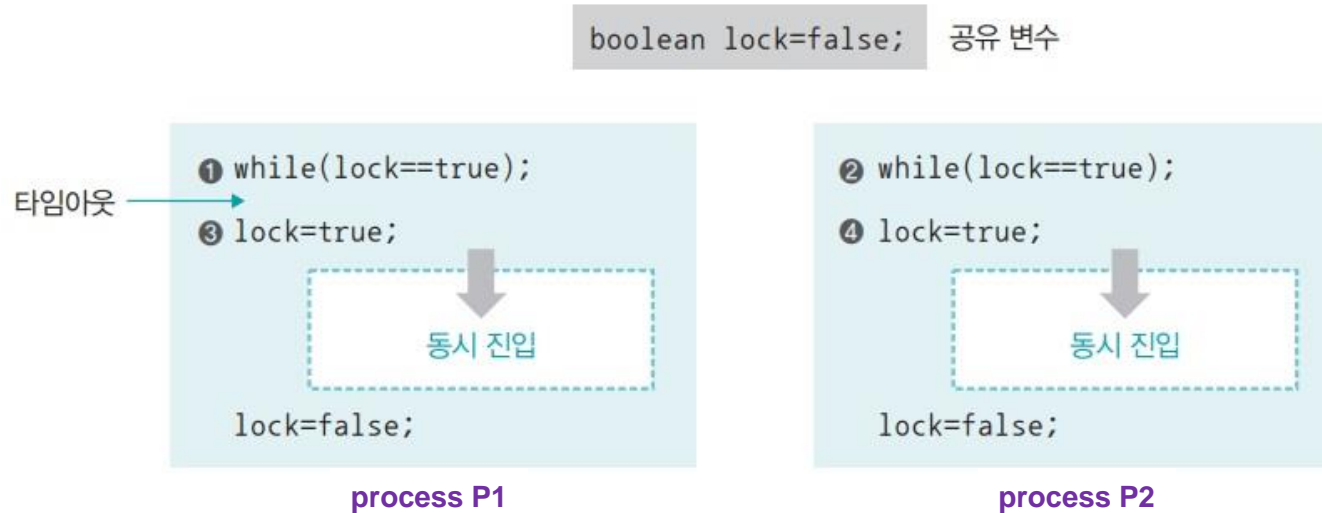 boolean lock=false; 공유 변수
타임아웃
❶ while(lock==true);
❸ lock=true;
동시 진입
lock=false;
process P1
❷ while(lock==true);
❹ lock=true;
동시 진입
lock=false;
process P2